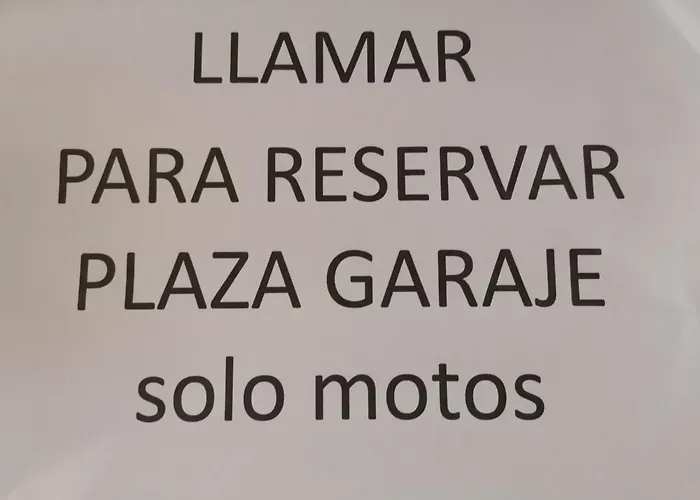 LLAMAR
PARA RESERVAR
PLAZA GARAJE
solo motos